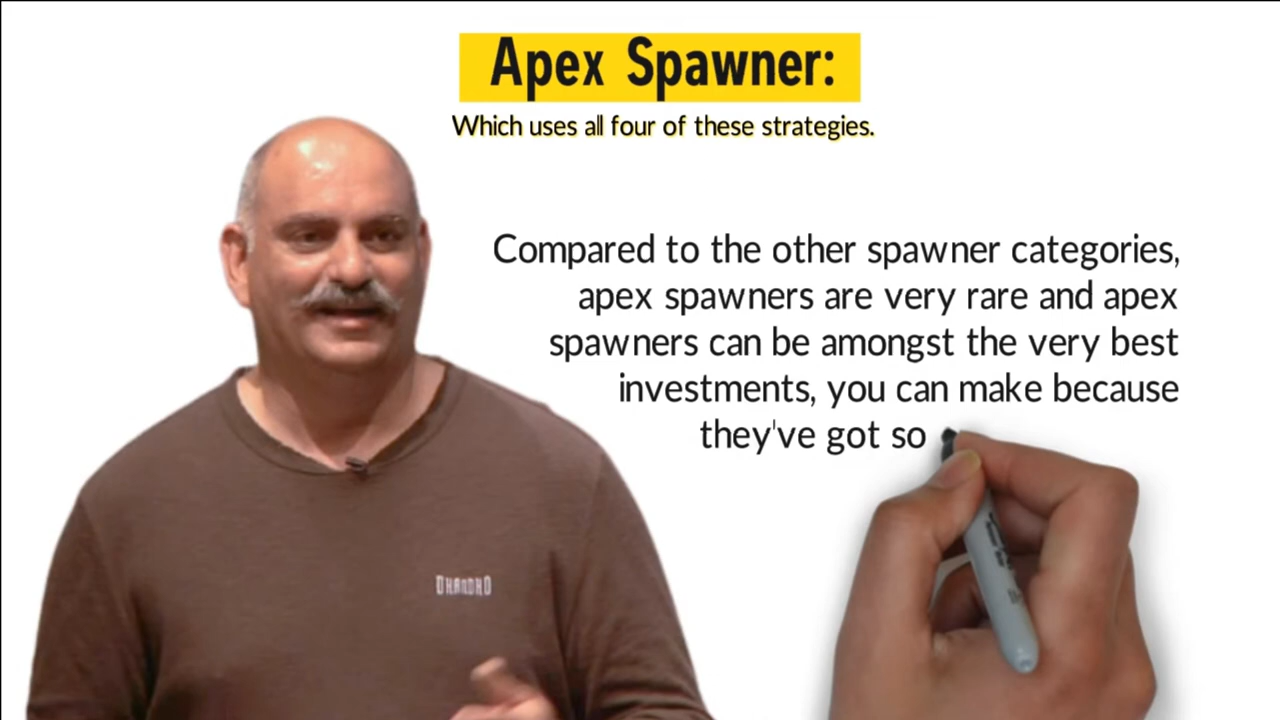 Apex Spawner:
Which uses all four of these strategies.
Compared to the other spawner categories,
apex spawners are very rare and apex
spawners can be amongst the very best
investments, you can make because
they've got so
DHANDHO